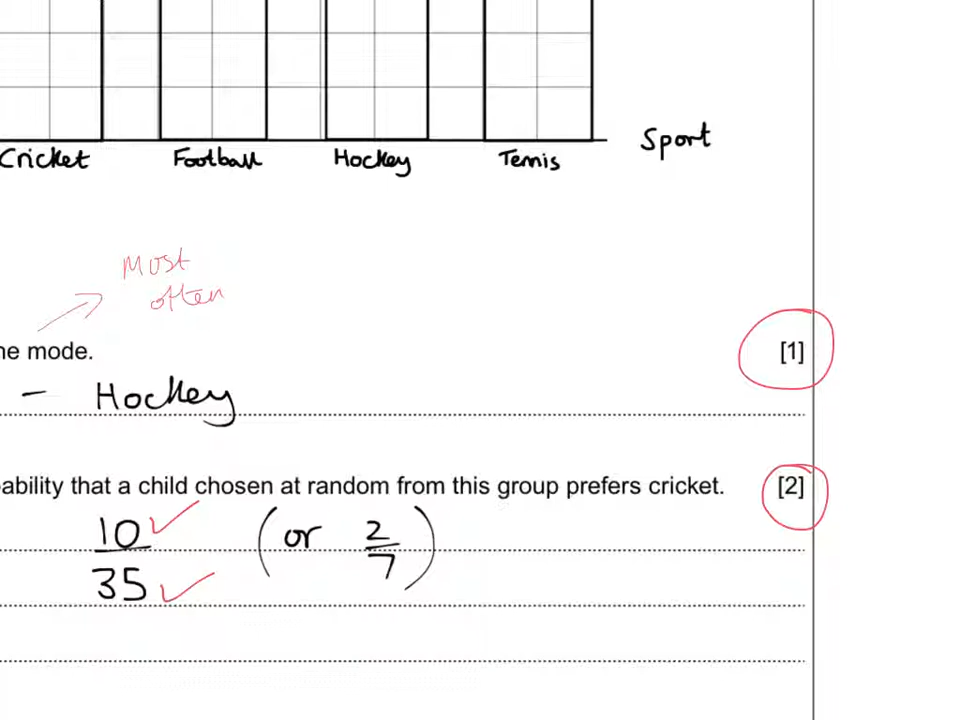 Cricket Football Hockey Tennis Sport
Most
often
he mode. [1]
– Hockey
ability that a child chosen at random from this group prefers cricket. [2]
10 (or 2
35 7)